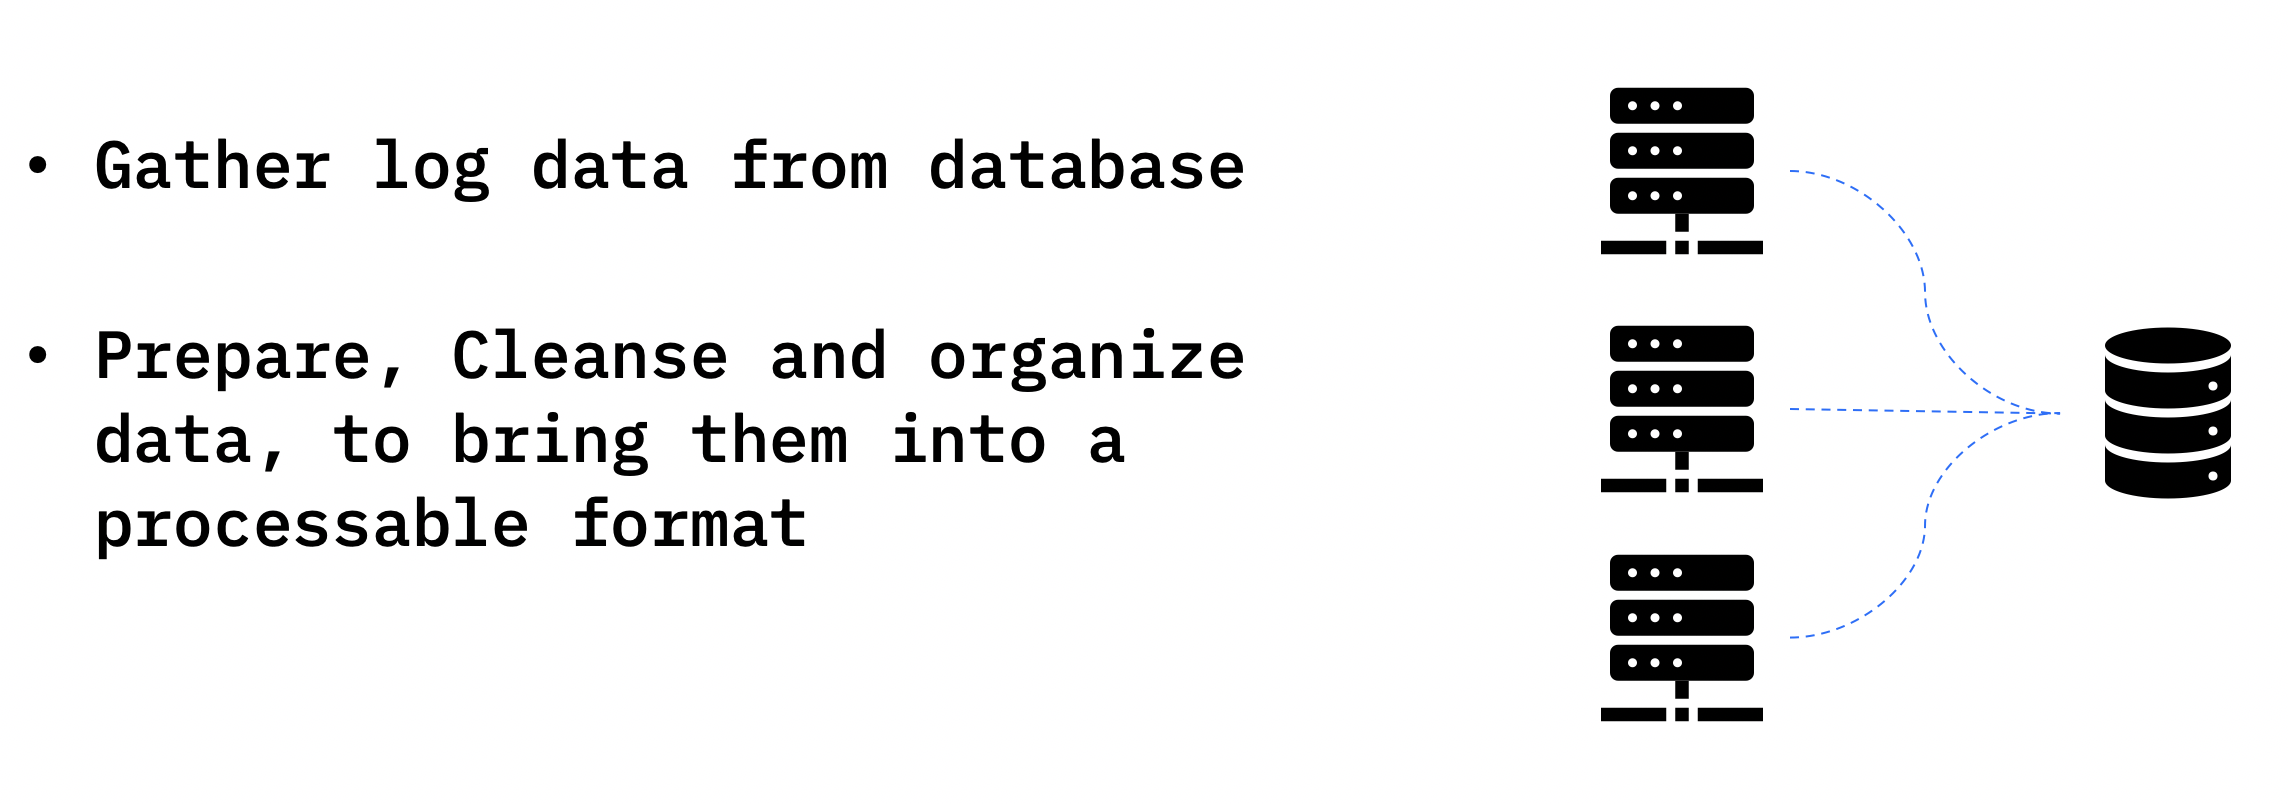 • Gather log data from database
• Prepare, Cleanse and organize
data, to bring them into a
processable format